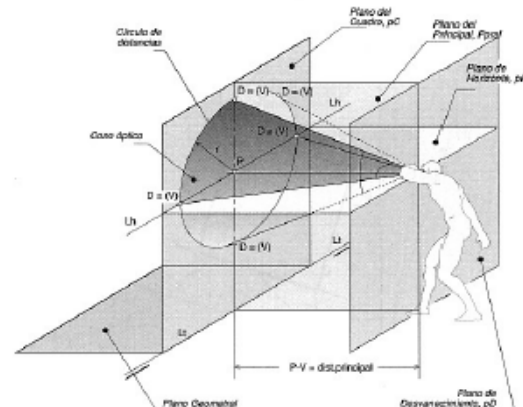 Plano del
Cuadro, pC
Plano del
Principal, Ppral
Círculo de
distancias
Plano de
Horizonte, pH
D = (V)
D = (V)
Lh
D = (V)
Cono óptico
r
P
D = (V)
Lh
D = (V)
Lt
Lt
P-V = dist.principal
Plano Geometral
Plano de
Desvanecimiento, pD